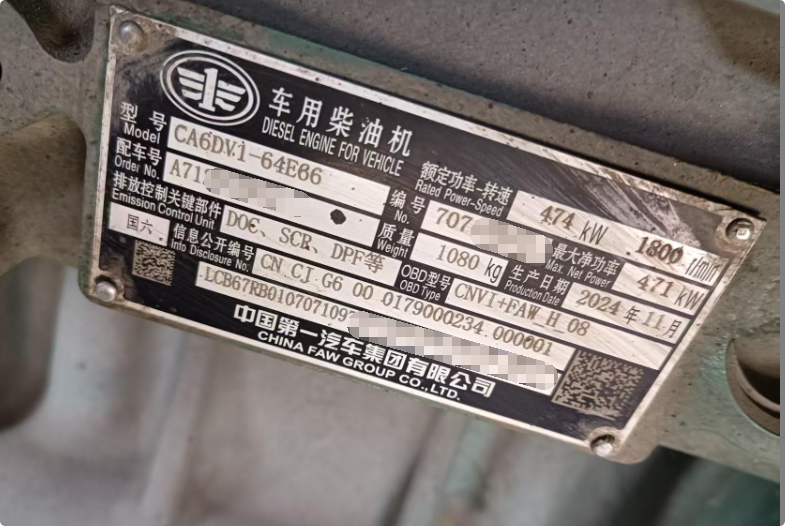 车用柴油机
DIESEL ENGINE FOR VEHICLE
型号 Model CA6DV1-64E66 额定功率-转速 Rated Power-Speed 474 kW 1800 r/min
配车号 Order No. A71 编号 No. 707 最大净功率 Max. Net Power 471 kW
排放控制关键部件 Emission Control Unit DOC、SCR、DPF等 质量 Weight 1080 kg 生产日期 Production Date 2024年11月
国六 信息公开编号 Info Disclosure No. CN CJ G6 00 0179000234 000001 OBD型号 OBD Type CNVI+FAW_H_08
LCB67RB010707109
中国第一汽车集团有限公司
CHINA FAW GROUP CO.,LTD.